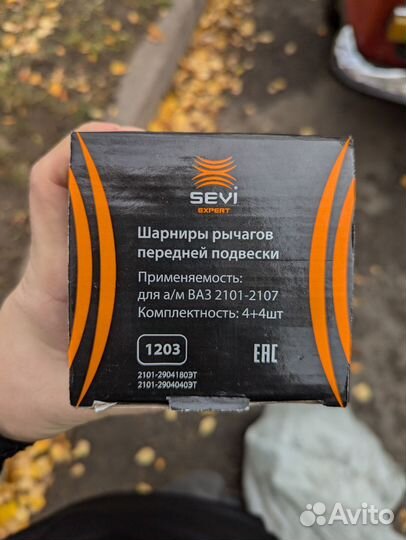 SEVi
EXPERT
Шарниры рычагов
передней подвески
Применяемость:
для а/м ВАЗ 2101-2107
Комплектность: 4+4шт
1203
EAC
2101-2904180ЭТ
2101-2904040ЭТ
Avito